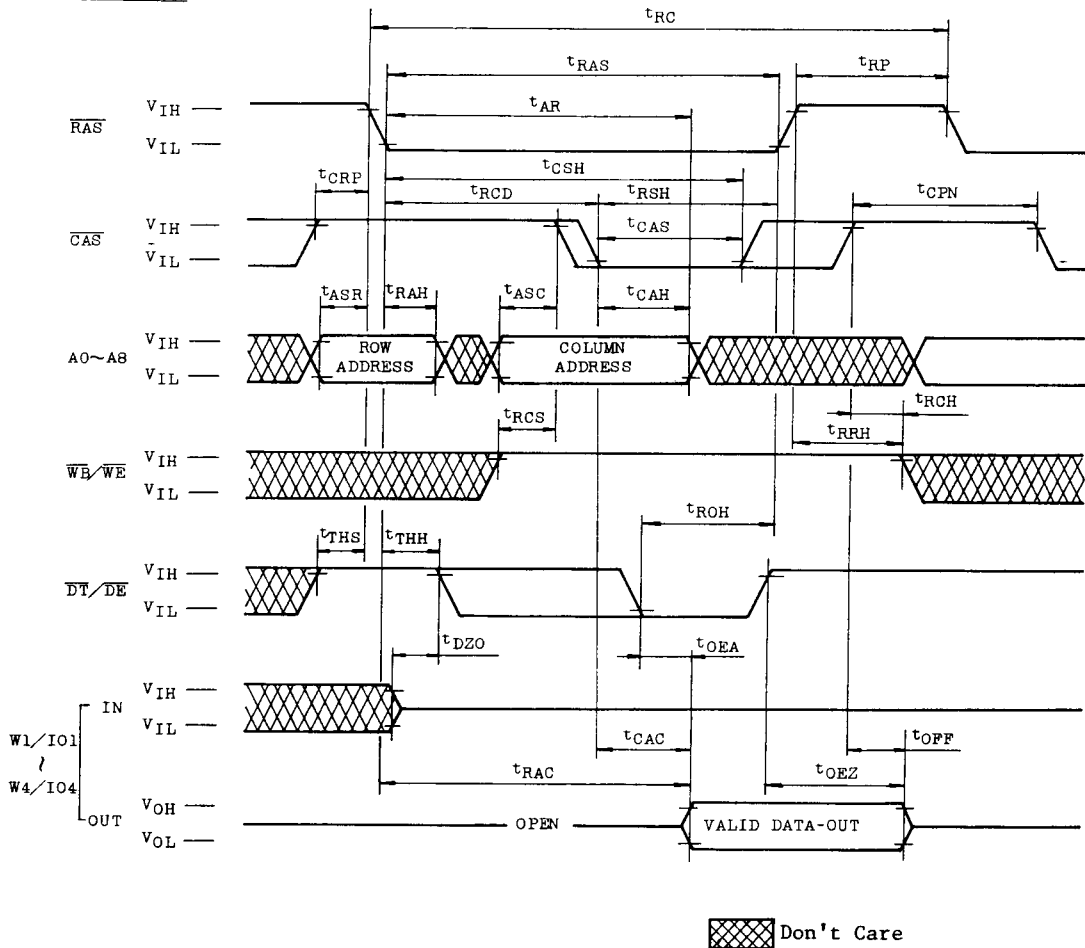 tRC
tRAS
tRP
tAR
RAS
VIH
VIL
tCSH
tCRP
tRCD
tRSH
tCPN
CAS
VIH
VIL
tCAS
tASR
tRAH
tASC
tCAH
A0~A8
VIH
VIL
ROW
ADDRESS
COLUMN
ADDRESS
tRCH
tRCS
tRRH
WB/WE
VIH
VIL
tROH
tTHS
tTHH
DT/DE
VIH
VIL
tDZO
tOEA
IN
VIH
VIL
W1/IO1
~
W4/IO4
tCAC
tOFF
tRAC
tOEZ
OUT
VOH
VOL
OPEN
VALID DATA-OUT
Don't Care